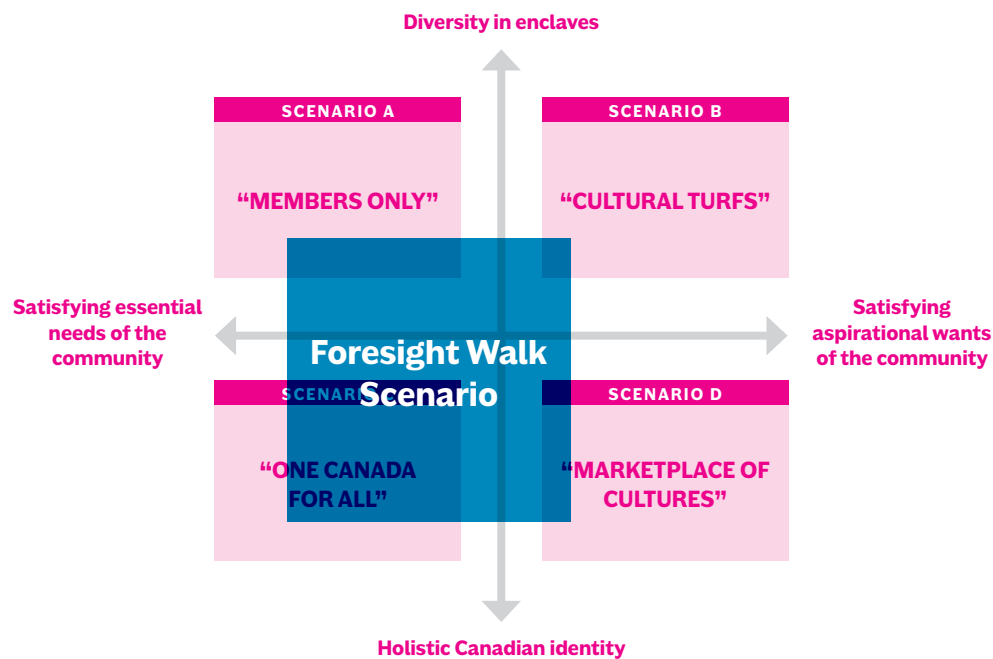 Diversity in enclaves
SCENARIO A
SCENARIO B
“MEMBERS ONLY”
“CULTURAL TURFS”
Satisfying essential
needs of the
community
Satisfying
aspirational wants
of the community
Foresight Walk
Scenario
SCENARIO
SCENARIO D
“ONE CANADA
FOR ALL”
“MARKETPLACE OF
CULTURES”
Holistic Canadian identity